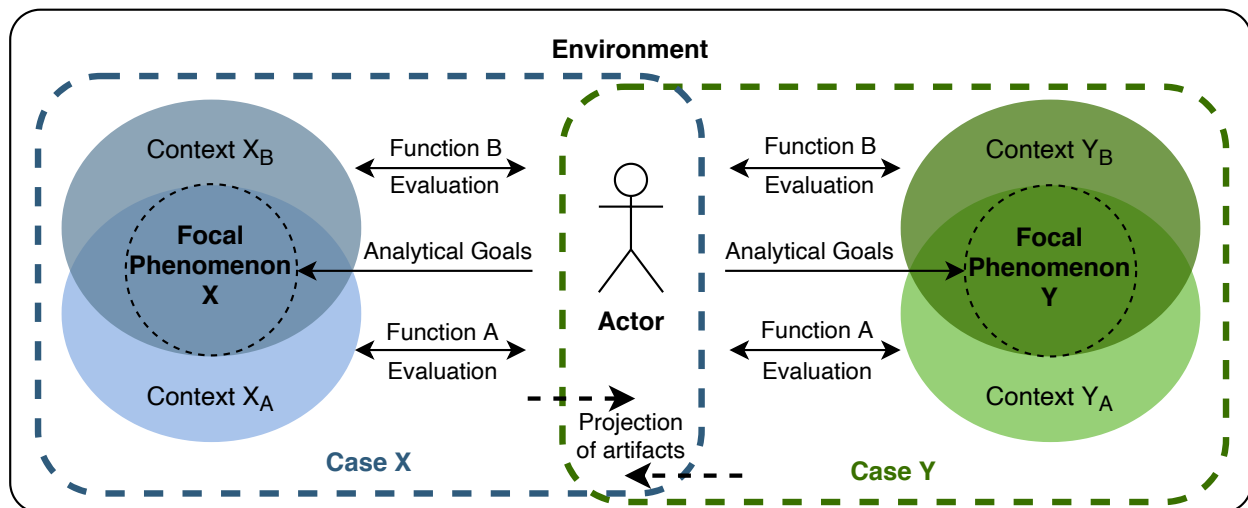 Environment
Context X_B
Function B
Evaluation
Focal
Phenomenon
X
Analytical Goals
Function A
Evaluation
Context X_A
Case X
Actor
Projection
of artifacts
Function B
Evaluation
Context Y_B
Analytical Goals
Focal
Phenomenon
Y
Function A
Evaluation
Context Y_A
Case Y